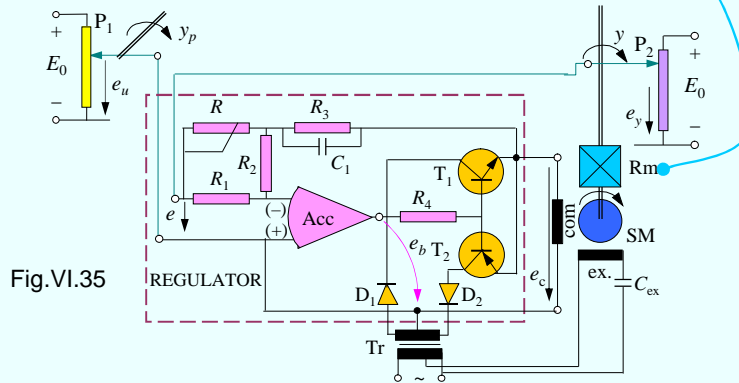 P1
yp
y
P2
+
+
E0
eu
ey
E0
–
–
R
R3
R2
C1
T1
Rm
R1
R4
com
e
(–)
(+)
Acc
eb
T2
SM
ec
Fig.VI.35
REGULATOR
D1
D2
ex.
Cex
Tr
~